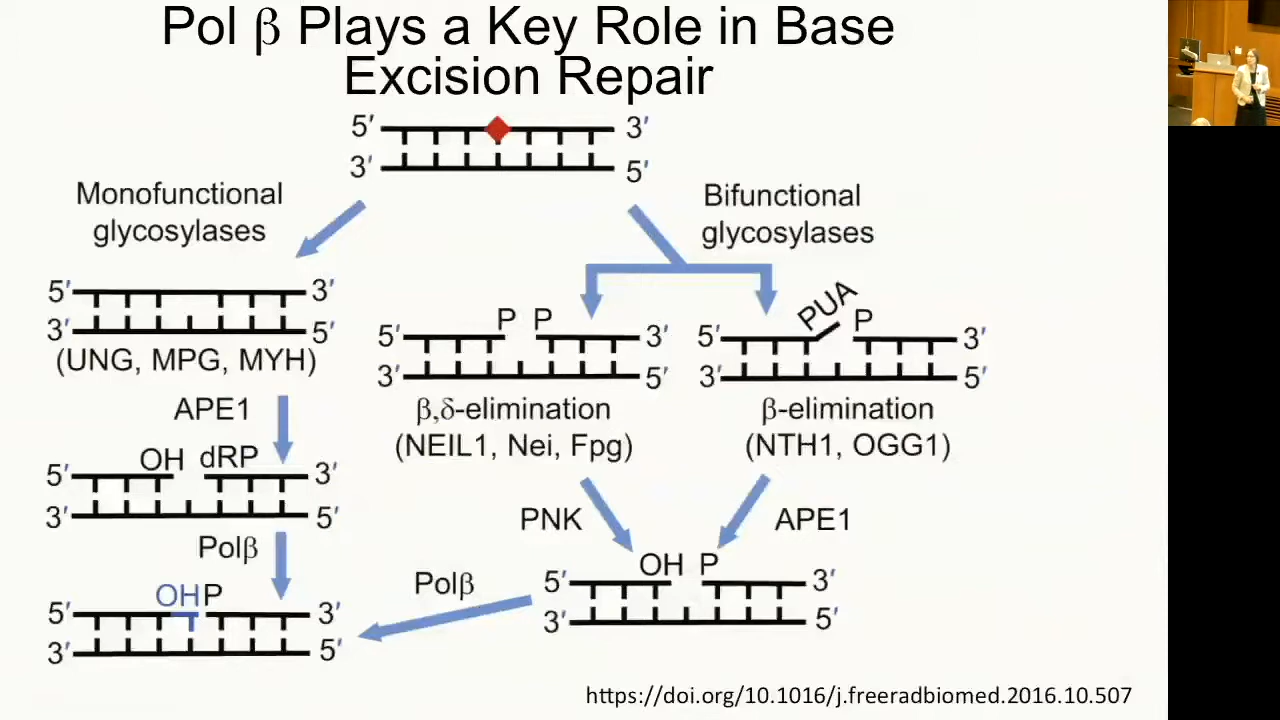 Pol β Plays a Key Role in Base
Excision Repair
5′ 3′
3′ 5′
Monofunctional
glycosylases
Bifunctional
glycosylases
5′ 3′
3′ 5′
(UNG, MPG, MYH)
P P
5′ 3′
3′ 5′
β,δ-elimination
(NEIL1, Nei, Fpg)
PUA P
5′ 3′
3′ 5′
β-elimination
(NTH1, OGG1)
APE1
OH dRP
5′ 3′
3′ 5′
PNK
APE1
Polβ
OH P
5′ 3′
3′ 5′
Polβ
OH P
5′ 3′
3′ 5′
https://doi.org/10.1016/j.freeradbiomed.2016.10.507